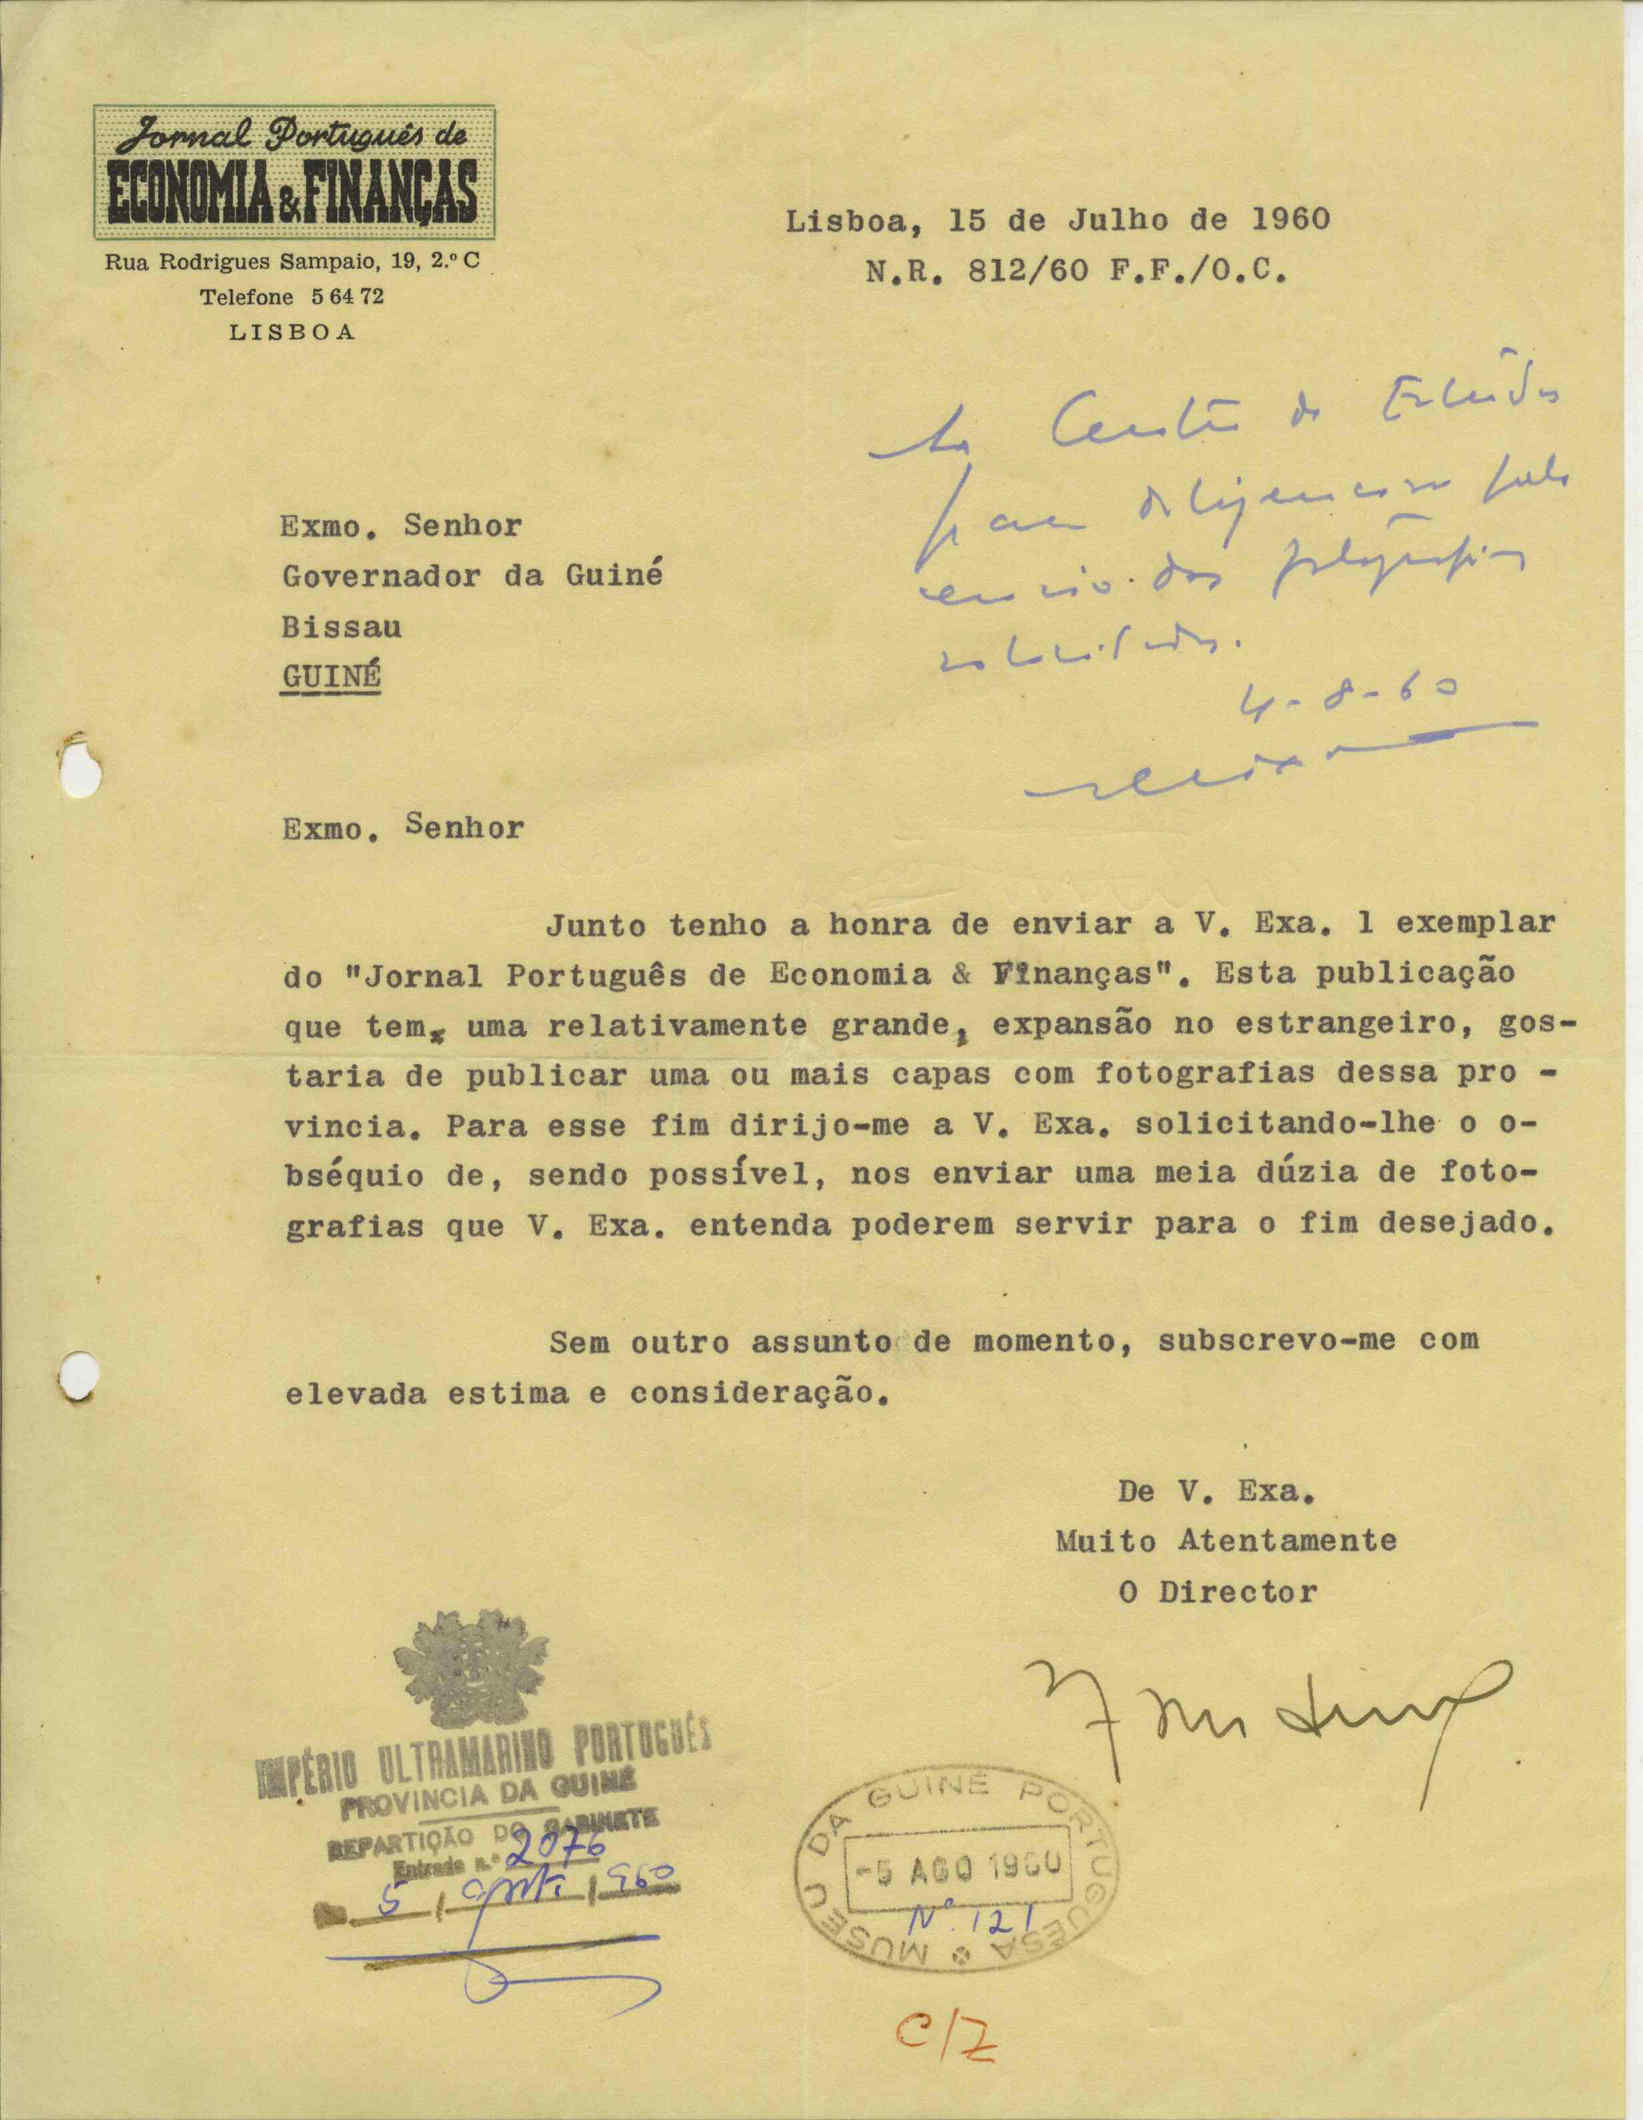 Jornal Português de
ECONOMIA & FINANÇAS
Rua Rodrigues Sampaio, 19, 2.º C
Telefone 5 64 72
LISBOA
Lisboa, 15 de Julho de 1960
N.R. 812/60 F.F./O.C.
Ao Centro de Estudos
para diligenciar pelo
envio das fotografias
solicitadas.
4-8-60
Exmo. Senhor
Governador da Guiné
Bissau
GUINÉ
Exmo. Senhor
Junto tenho a honra de enviar a V. Exa. 1 exemplar
do "Jornal Português de Economia & Finanças". Esta publicação
que tem, uma relativamente grande, expansão no estrangeiro, gos-
taria de publicar uma ou mais capas com fotografias dessa pro -
vincia. Para esse fim dirijo-me a V. Exa. solicitando-lhe o o-
bséquio de, sendo possível, nos enviar uma meia dúzia de foto-
grafias que V. Exa. entenda poderem servir para o fim desejado.
Sem outro assunto de momento, subscrevo-me com
elevada estima e consideração.
De V. Exa.
Muito Atentamente
O Director
IMPÉRIO ULTRAMARINO PORTUGUÊS
PROVINCIA DA GUINÉ
REPARTIÇÃO DO GABINETE
Entrada n.º 2076
5 / Agosto / 960
MUSEU DA GUINÉ PORTUGUESA
-5 AGO 1960
Nº 121
C/Z